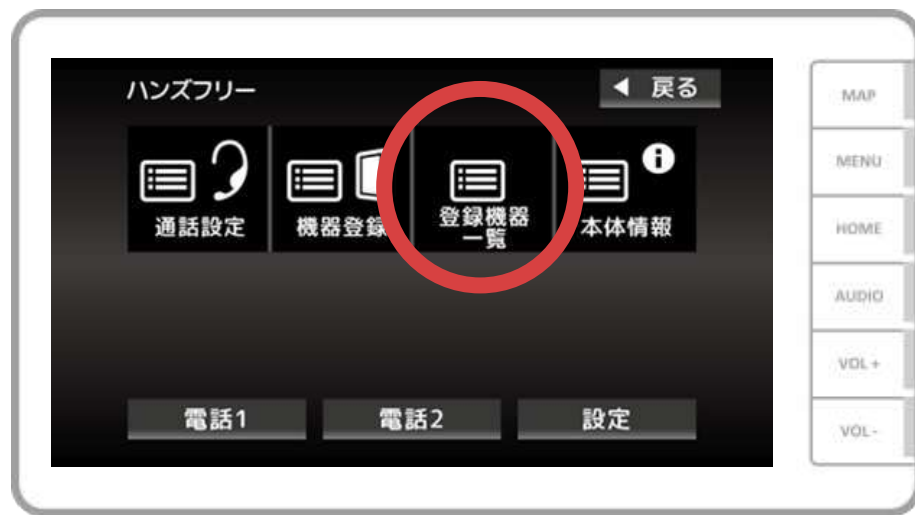 ハンズフリー
◀ 戻る
通話設定
機器登録
登録機器
一覧
本体情報
電話1
電話2
設定
MAP
MENU
HOME
AUDIO
VOL +
VOL -